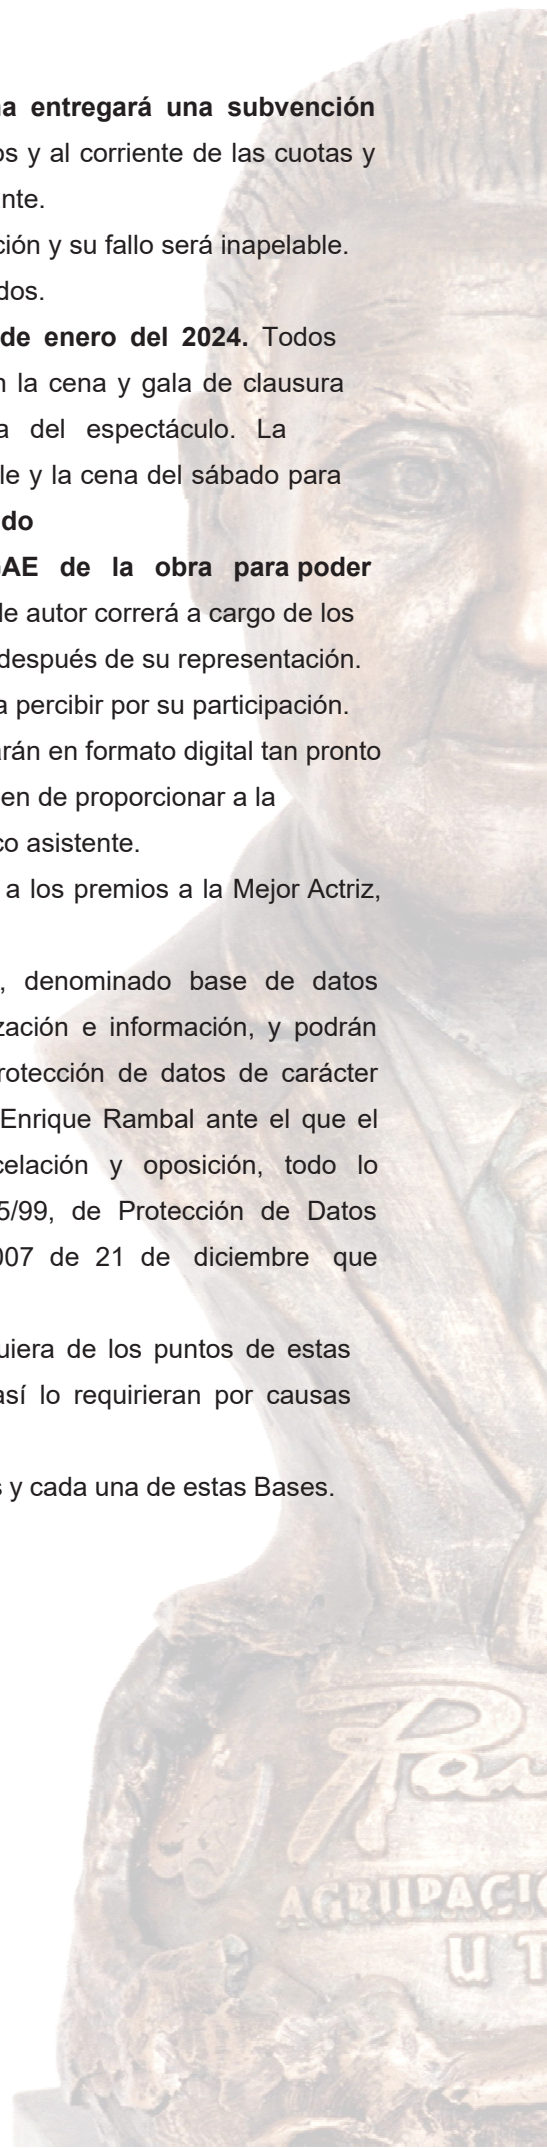 a entregará una subvención
os y al corriente de las cuotas y
nte.
ción y su fallo será inapelable.
dos.
de enero del 2024. Todos
n la cena y gala de clausura
a del espectáculo. La
le y la cena del sábado para
do
AE de la obra para poder
de autor correrá a cargo de los
después de su representación.
a percibir por su participación.
arán en formato digital tan pronto
en de proporcionar a la
co asistente.
a los premios a la Mejor Actriz,
, denominado base de datos
zación e información, y podrán
rotección de datos de carácter
Enrique Rambal ante el que el
celación y oposición, todo lo
5/99, de Protección de Datos
007 de 21 de diciembre que
uiera de los puntos de estas
así lo requirieran por causas
s y cada una de estas Bases.
AGRUPACI
UT